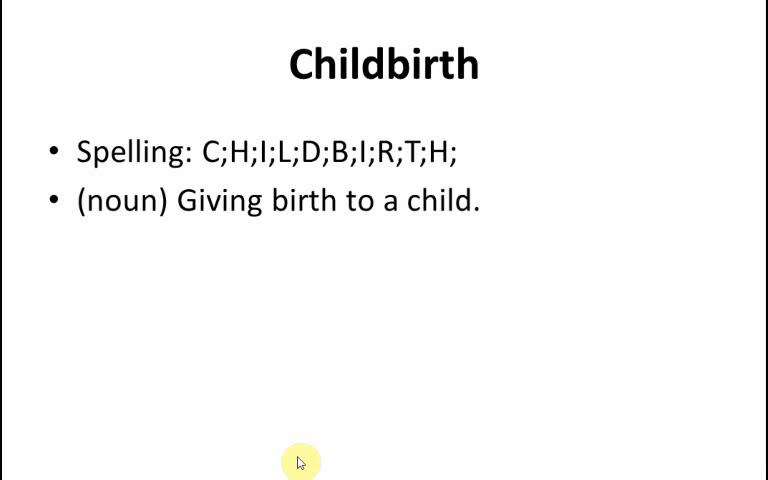 Childbirth
• Spelling: C;H;I;L;D;B;I;R;T;H;
• (noun) Giving birth to a child.